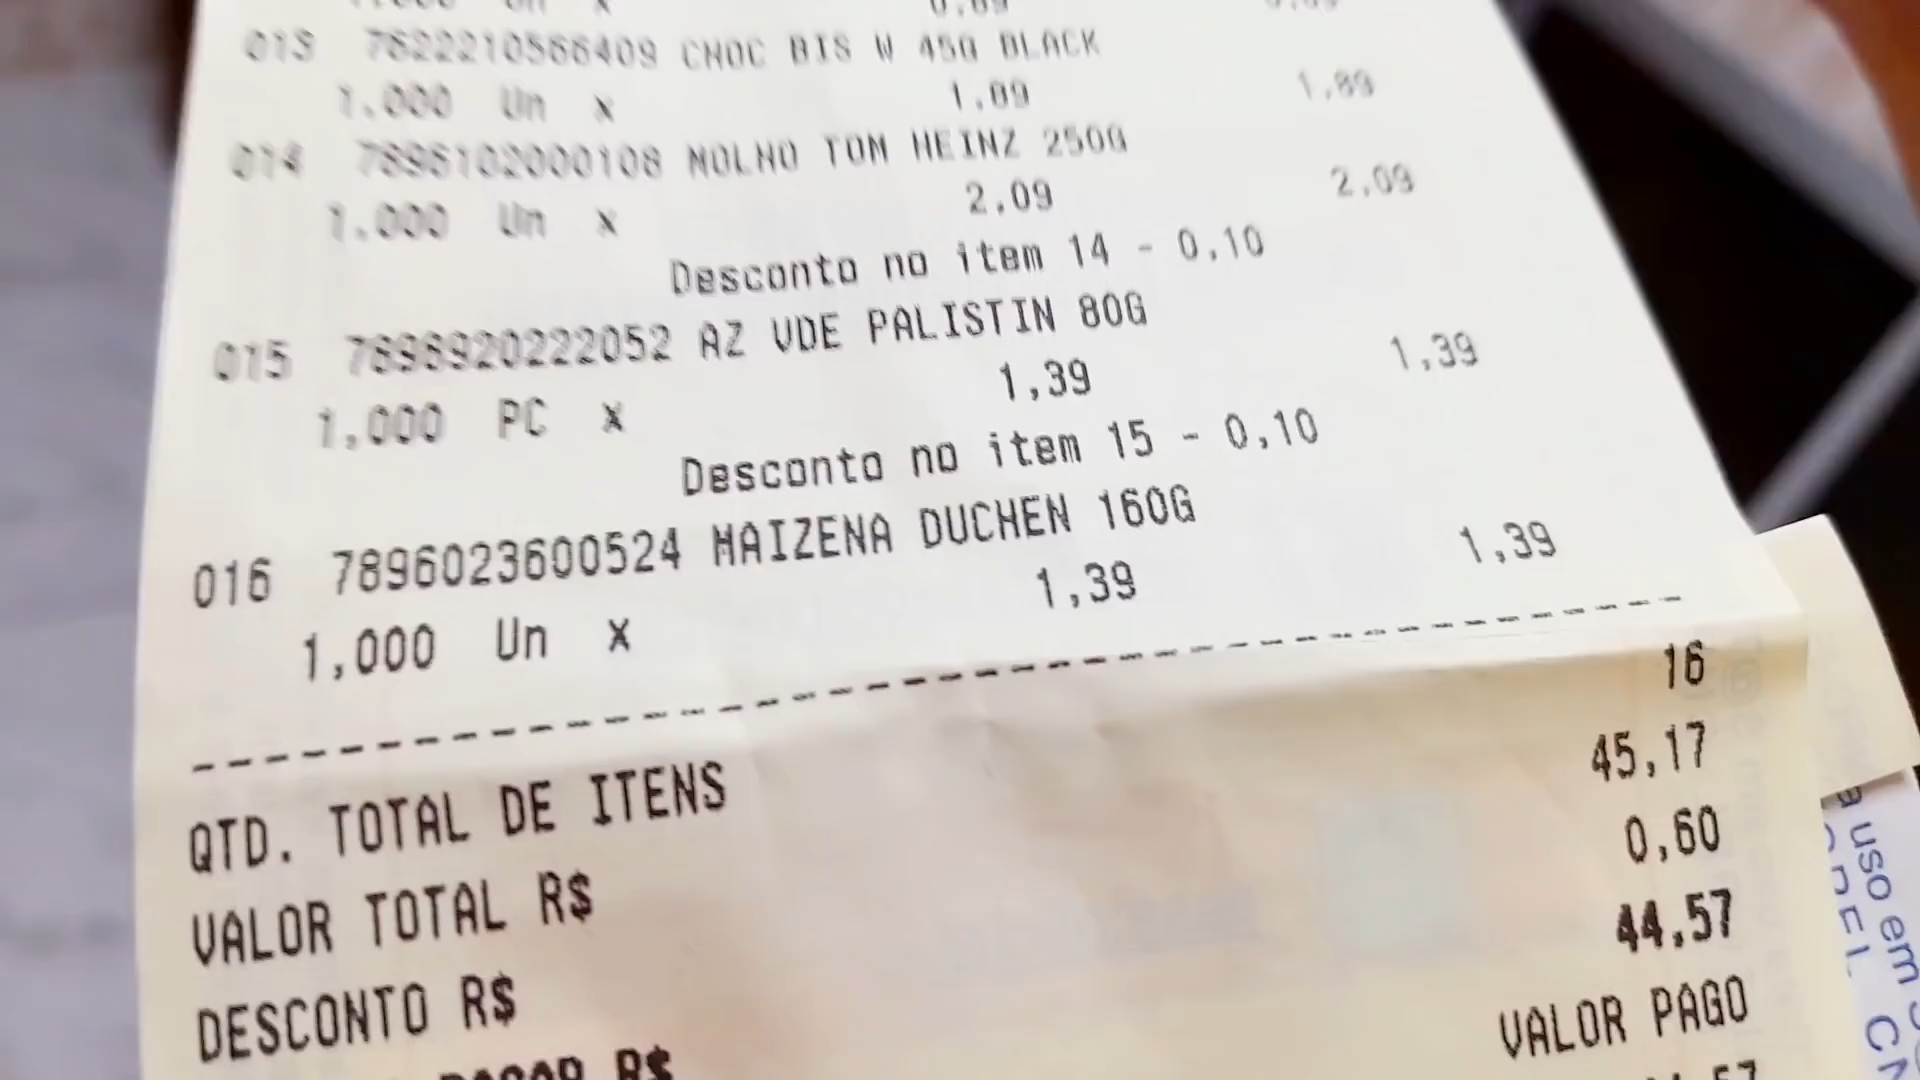 013 7622210566409 CHOC BIS W 45G BLACK
1.000 Un X 1.89 1.89
014 7896102000108 MOLHO TOM HEINZ 250G
1.000 Un X 2.09 2.09
Desconto no item 14 - 0,10
015 7898920222052 AZ VDE PALISTIN 80G
1,000 PC X 1,39 1,39
Desconto no item 15 - 0,10
016 7896023600524 MAIZENA DUCHEN 160G
1,000 Un X 1,39 1,39
QTD. TOTAL DE ITENS 16
VALOR TOTAL R$ 45,17
DESCONTO R$ 0,60
R$ 44,57
VALOR PAGO
uso em